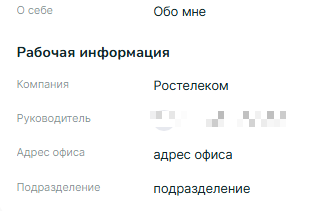 О себе Обо мне
Рабочая информация
Компания Ростелеком
Руководитель
Адрес офиса адрес офиса
Подразделение подразделение